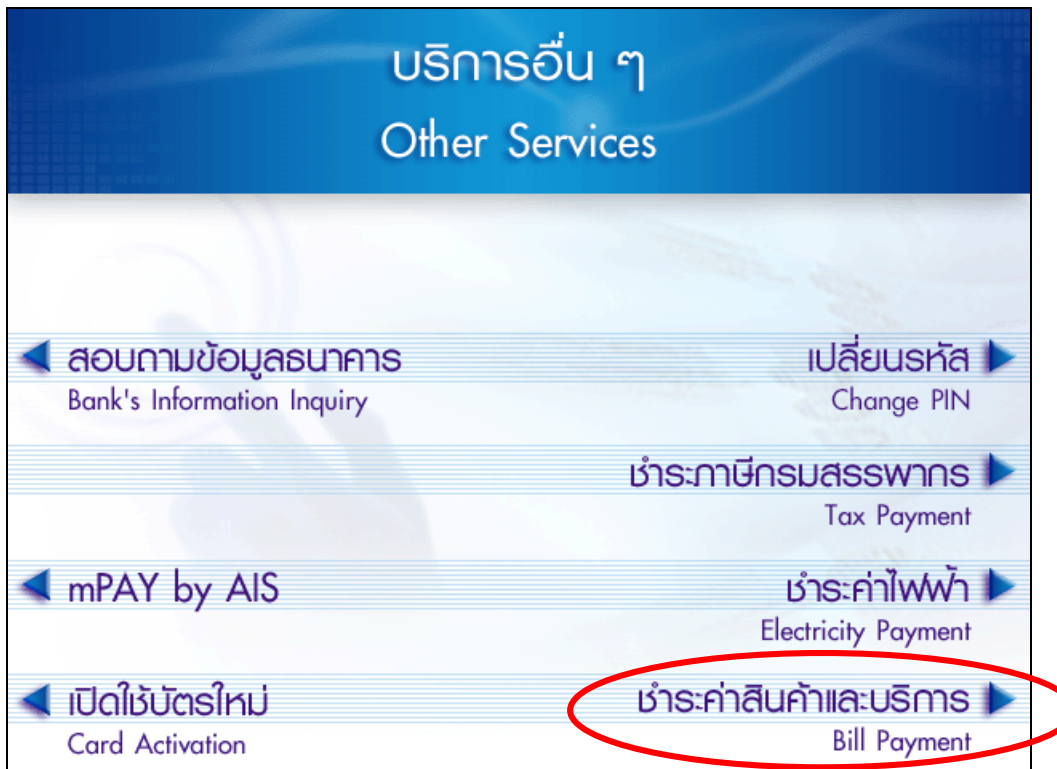 บริการอื่น ๆ
Other Services
สอบถามข้อมูลธนาคาร
Bank's Information Inquiry
เปลี่ยนรหัส
Change PIN
ชำระภาษีกรมสรรพากร
Tax Payment
mPAY by AIS
ชำระค่าไฟฟ้า
Electricity Payment
เปิดใช้บัตรใหม่
Card Activation
ชำระค่าสินค้าและบริการ
Bill Payment